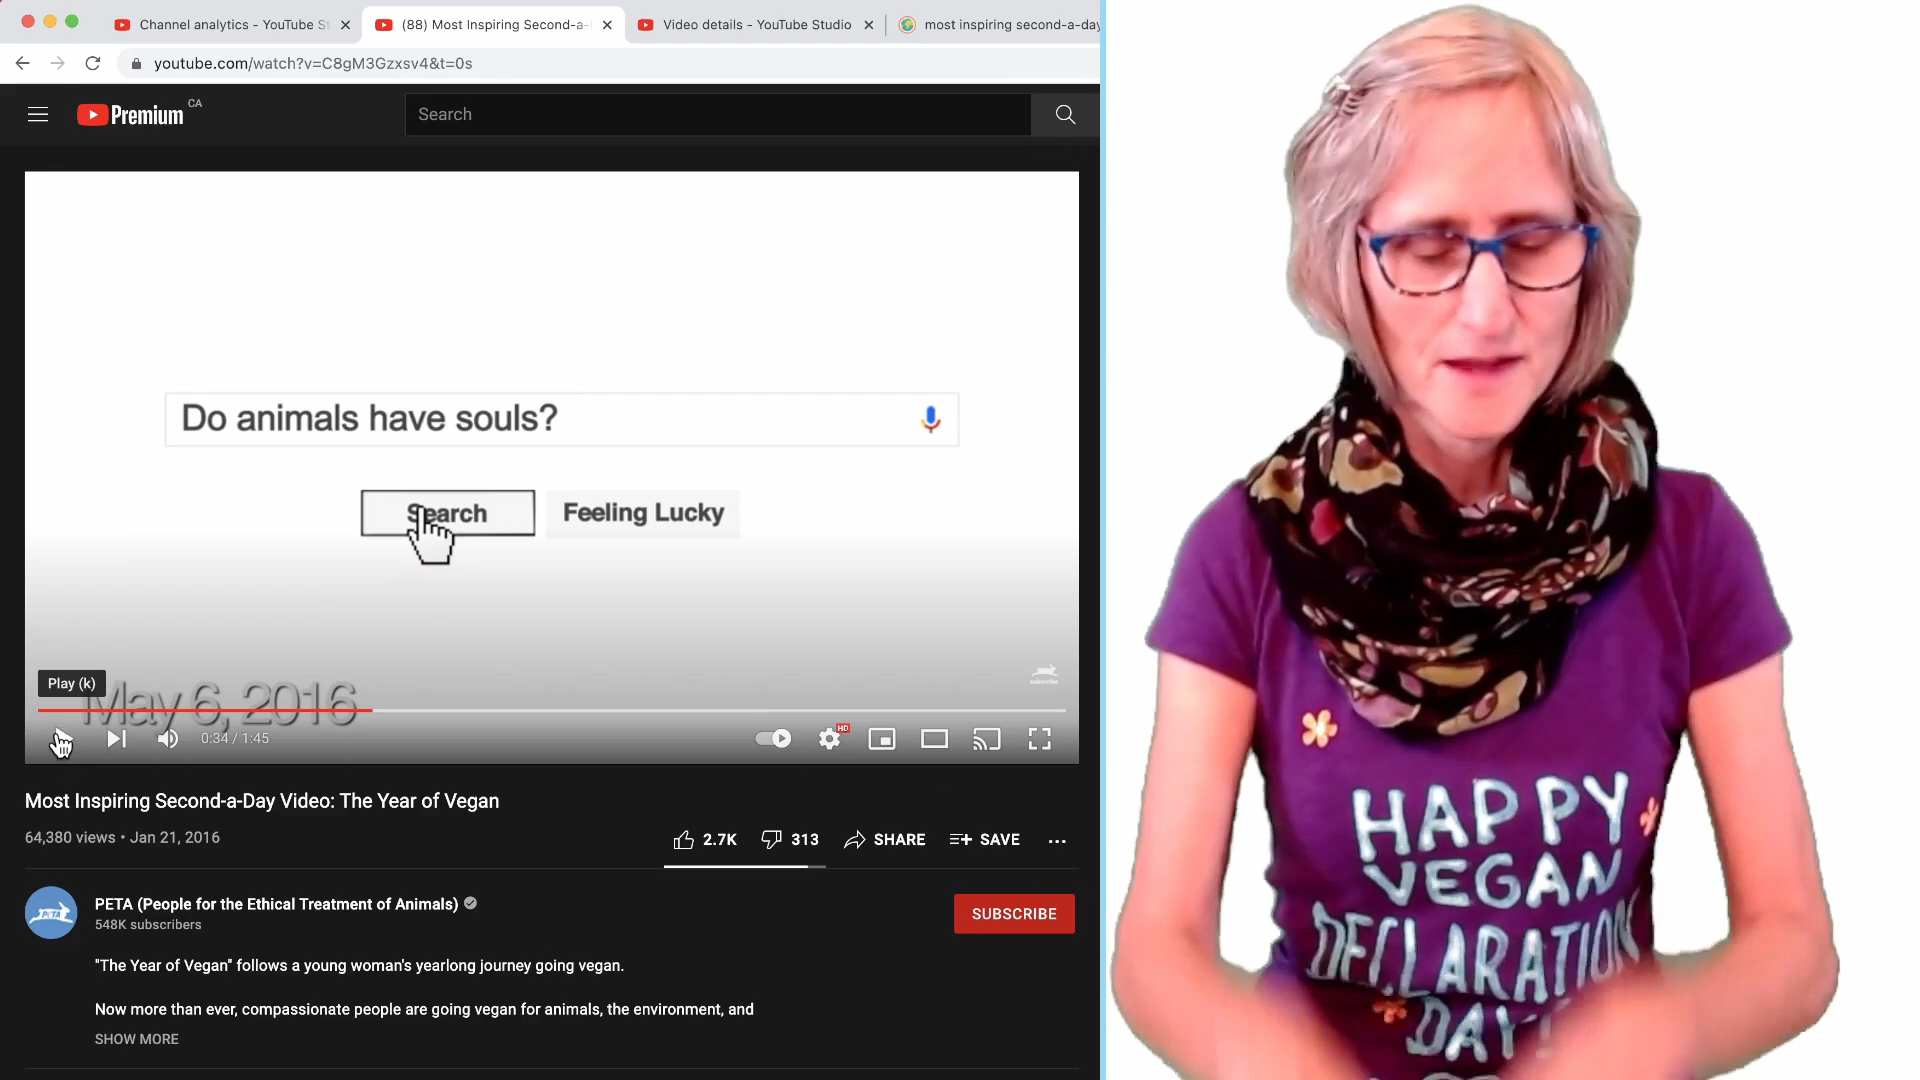 Channel analytics - YouTube St
(88) Most Inspiring Second-a-
Video details - YouTube Studio
most inspiring second-a-day
youtube.com/watch?v=C8gM3Gzxsv4&t=0s
Premium CA
Search
Do animals have souls?
Search
Feeling Lucky
Play (k)
May 6, 2016
subscribe
0:34 / 1:45
HD
Most Inspiring Second-a-Day Video: The Year of Vegan
64,380 views • Jan 21, 2016
2.7K
313
SHARE
SAVE
PETA
PETA (People for the Ethical Treatment of Animals)
548K subscribers
SUBSCRIBE
"The Year of Vegan" follows a young woman's yearlong journey going vegan.
Now more than ever, compassionate people are going vegan for animals, the environment, and
SHOW MORE
HAPPY
VEGAN
DECLARATION
DAY